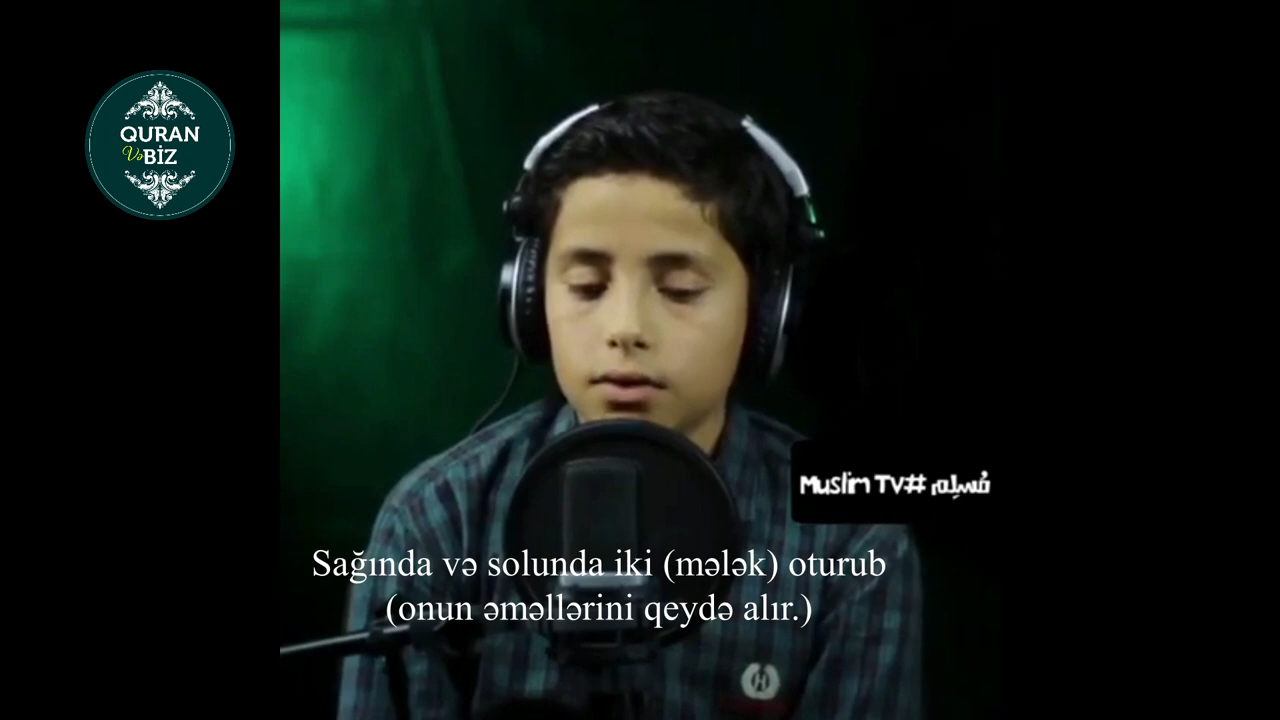 QURAN
Və BİZ
Muslim TV# مُسلِم
Sağında və solunda iki (mələk) oturub
(onun əməllərini qeydə alır.)